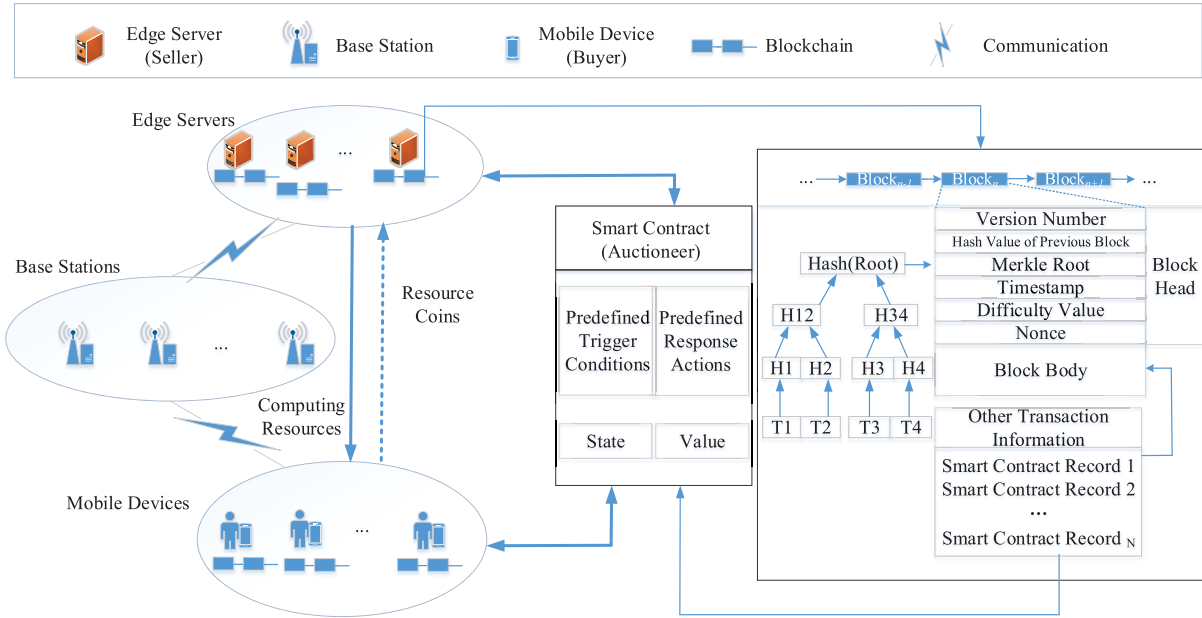 Edge Server
(Seller)
Base Station
Mobile Device
(Buyer)
Blockchain
Communication
Edge Servers
...
Base Stations
...
Resource
Coins
Computing
Resources
Mobile Devices
...
Smart Contract
(Auctioneer)
Predefined
Trigger
Conditions
Predefined
Response
Actions
State
Value
...
Block n-1
Block n
Block n+1
...
Version Number
Hash Value of Previous Block
Merkle Root
Timestamp
Difficulty Value
Nonce
Block
Head
Block Body
Hash(Root)
H12
H34
H1
H2
H3
H4
T1
T2
T3
T4
Other Transaction
Information
Smart Contract Record 1
Smart Contract Record 2
...
Smart Contract Record N